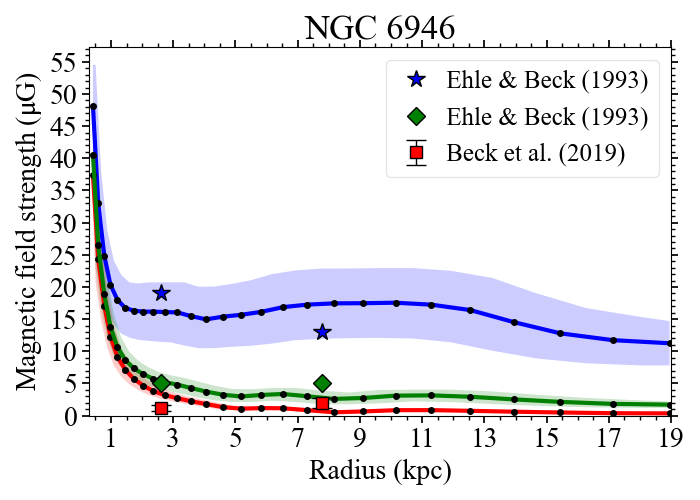 NGC 6946
Magnetic field strength (μG)
55
50
45
40
35
30
25
20
15
10
5
0
Ehle & Beck (1993)
Ehle & Beck (1993)
Beck et al. (2019)
1 3 5 7 9 11 13 15 17 19
Radius (kpc)